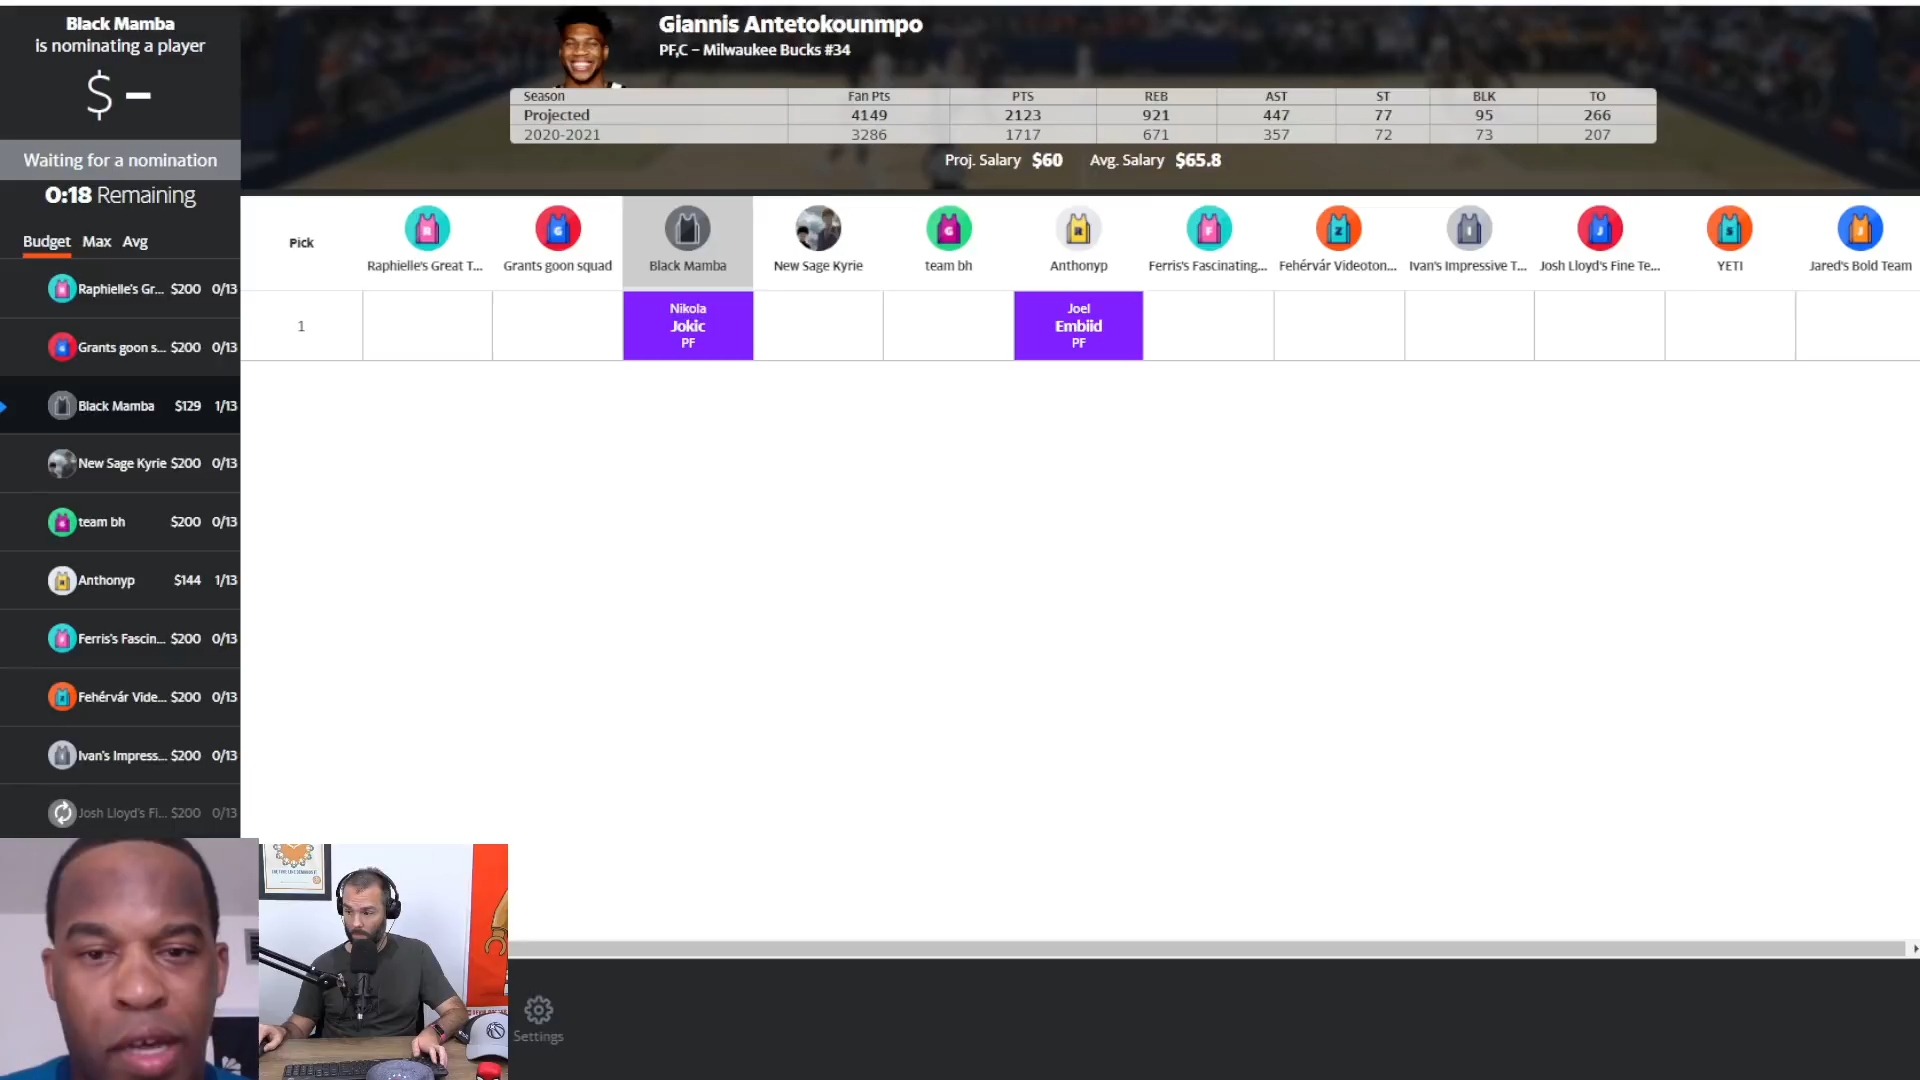 Black Mamba
is nominating a player
$ –
Waiting for a nomination
0:18 Remaining
Budget Max Avg
Raphielle's Gr... $200 0/13
Grants goon s... $200 0/13
Black Mamba $129 1/13
New Sage Kyrie $200 0/13
team bh $200 0/13
Anthonyp $144 1/13
Ferris's Fascin... $200 0/13
Fehérvár Vide... $200 0/13
Ivan's Impress... $200 0/13
Josh Lloyd's Fi... $200 0/13
Giannis Antetokounmpo
PF,C – Milwaukee Bucks #34
Season Fan Pts PTS REB AST ST BLK TO
Projected 4149 2123 921 447 77 95 266
2020-2021 3286 1717 671 357 72 73 207
Proj. Salary $60 Avg. Salary $65.8
Pick Raphielle's Great T... Grants goon squad Black Mamba New Sage Kyrie team bh Anthonyp Ferris's Fascinating... Fehérvár Videoton... Ivan's Impressive T... Josh Lloyd's Fine Te... YETI Jared's Bold Team
1
Nikola
Jokic
PF
Joel
Embiid
PF
Settings